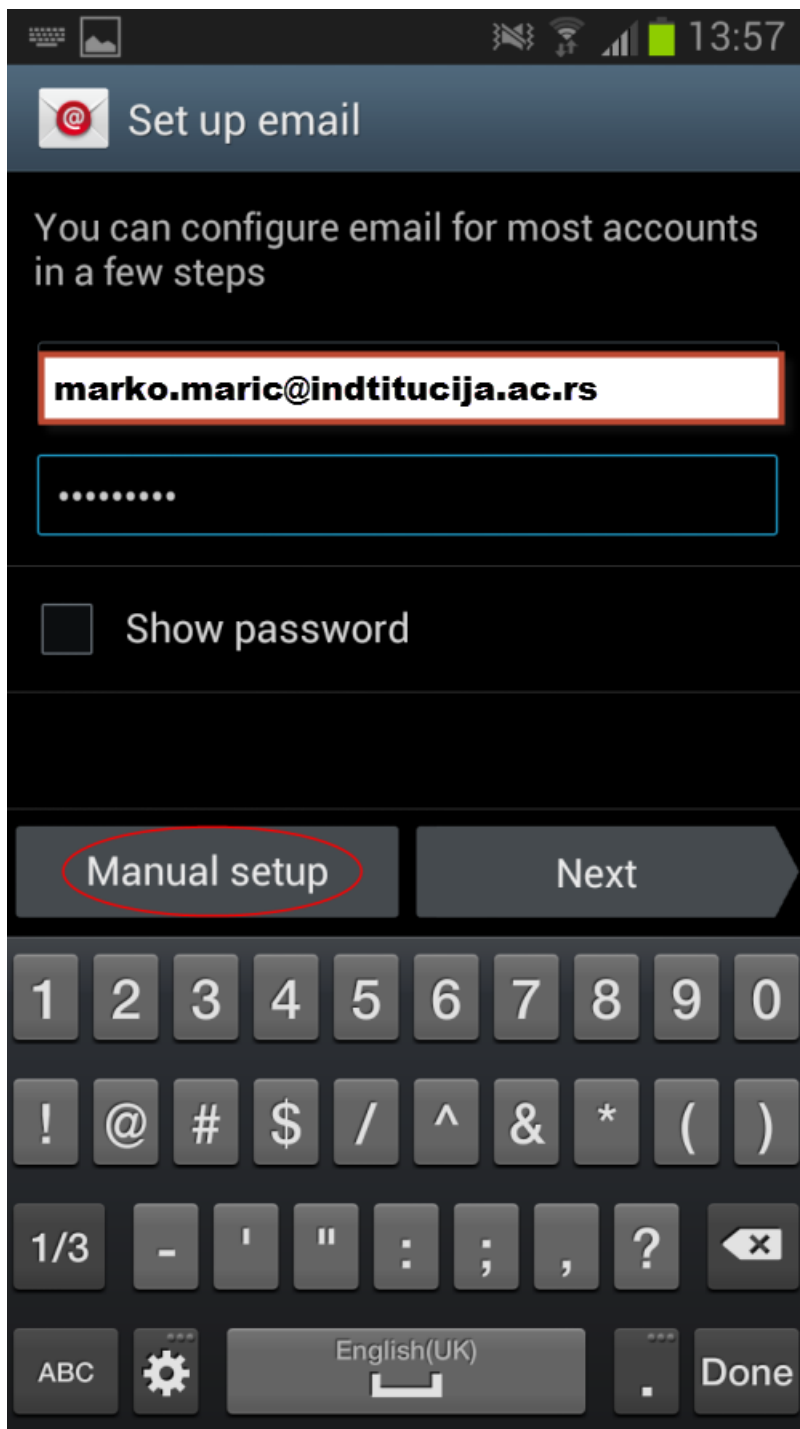 13:57
Set up email
You can configure email for most accounts
in a few steps
marko.maric@indtitucija.ac.rs
•••••••••
Show password
Manual setup Next
1 2 3 4 5 6 7 8 9 0
! @ # $ / ^ & * ( )
1/3 - ' " : ; , ?
English(UK)
ABC . Done